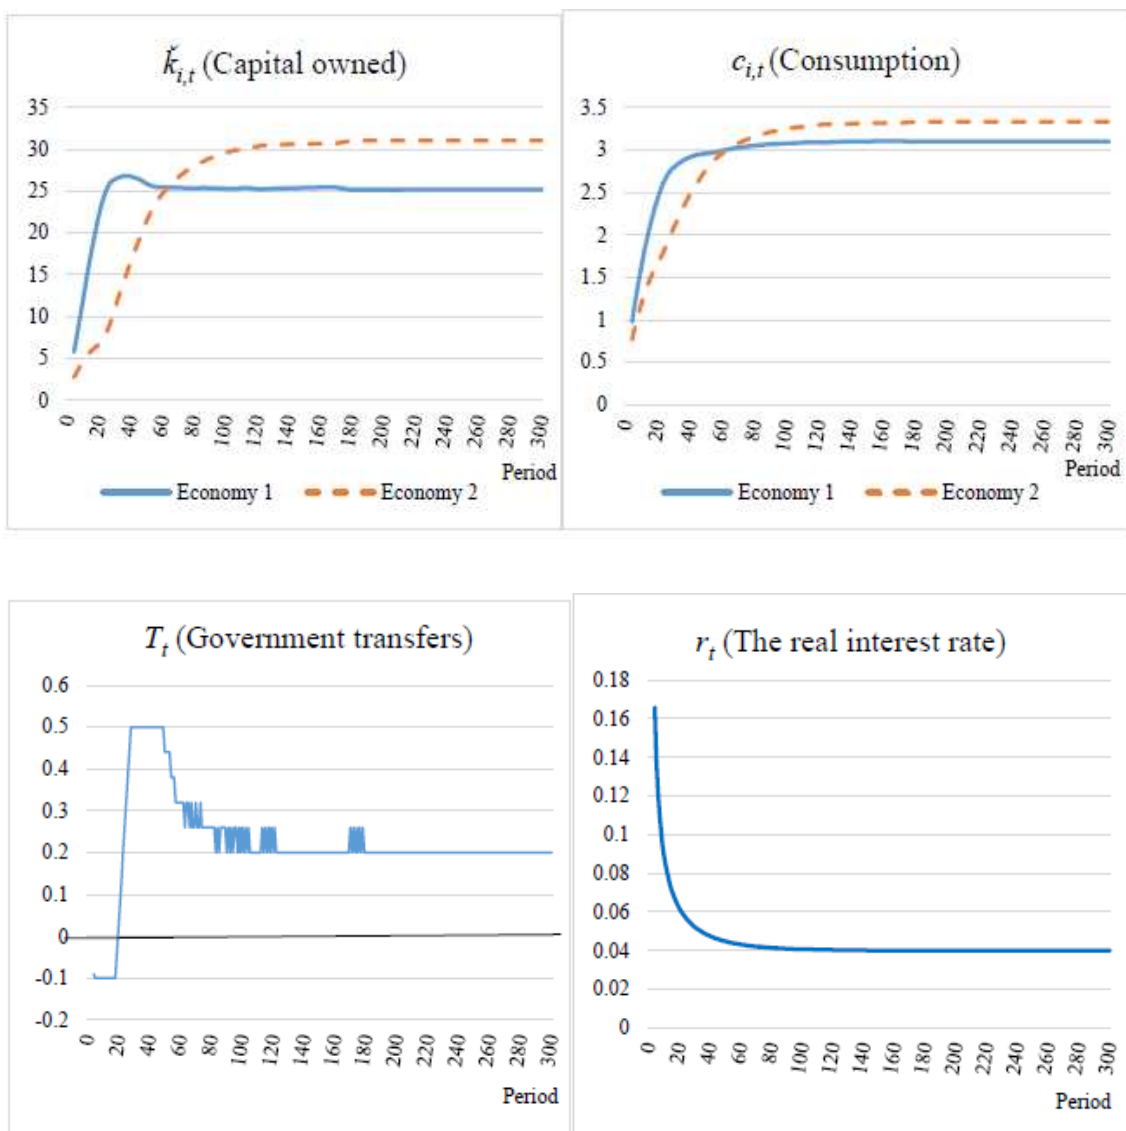 ǩi,t (Capital owned)
35
30
25
20
15
10
5
0
0 20 40 60 80 100 120 140 160 180 200 220 240 260 280 300
Period
Economy 1 Economy 2
ci,t (Consumption)
3.5
3
2.5
2
1.5
1
0.5
0
0 20 40 60 80 100 120 140 160 180 200 220 240 260 280 300
Period
Economy 1 Economy 2
Tt (Government transfers)
0.6
0.5
0.4
0.3
0.2
0.1
0
-0.1
-0.2
0 20 40 60 80 100 120 140 160 180 200 220 240 260 280 300
Period
rt (The real interest rate)
0.18
0.16
0.14
0.12
0.1
0.08
0.06
0.04
0.02
0
0 20 40 60 80 100 120 140 160 180 200 220 240 260 280 300
Period